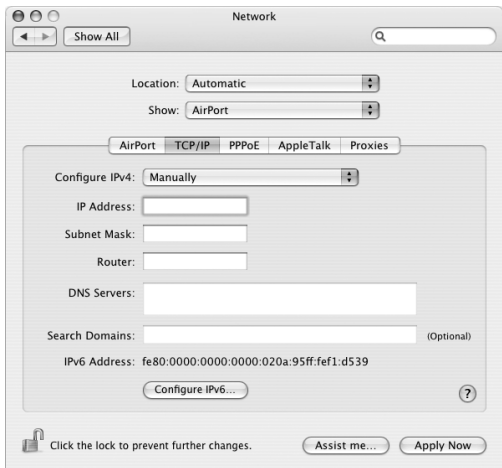 Network
Show All
Location: Automatic
Show: AirPort
AirPort TCP/IP PPPoE AppleTalk Proxies
Configure IPv4: Manually
IP Address:
Subnet Mask:
Router:
DNS Servers:
Search Domains: (Optional)
IPv6 Address: fe80:0000:0000:0000:020a:95ff:fef1:d539
Configure IPv6... ?
Click the lock to prevent further changes. Assist me... Apply Now